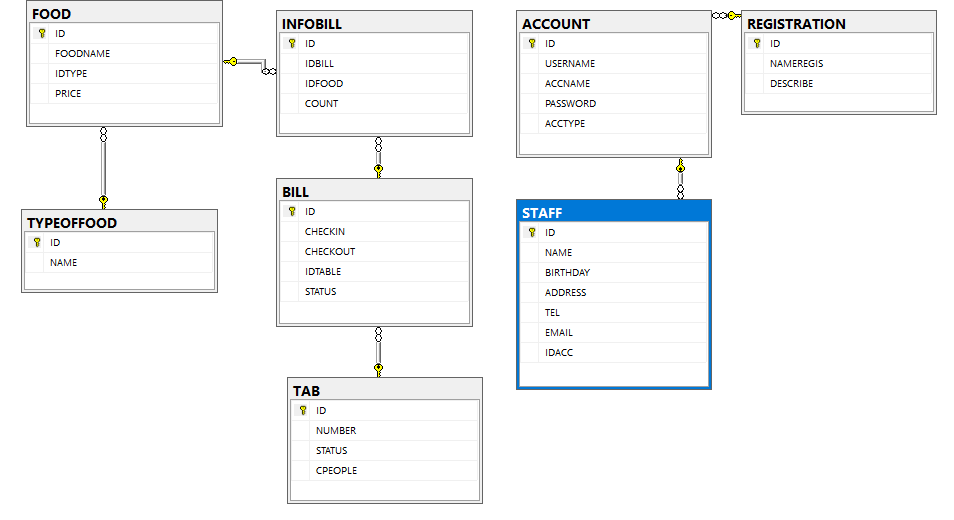 FOOD
ID
FOODNAME
IDTYPE
PRICE
INFOBILL
ID
IDBILL
IDFOOD
COUNT
ACCOUNT
ID
USERNAME
ACCNAME
PASSWORD
ACCTYPE
REGISTRATION
ID
NAMEREGIS
DESCRIBE
TYPEOFFOOD
ID
NAME
BILL
ID
CHECKIN
CHECKOUT
IDTABLE
STATUS
STAFF
ID
NAME
BIRTHDAY
ADDRESS
TEL
EMAIL
IDACC
TAB
ID
NUMBER
STATUS
CPEOPLE